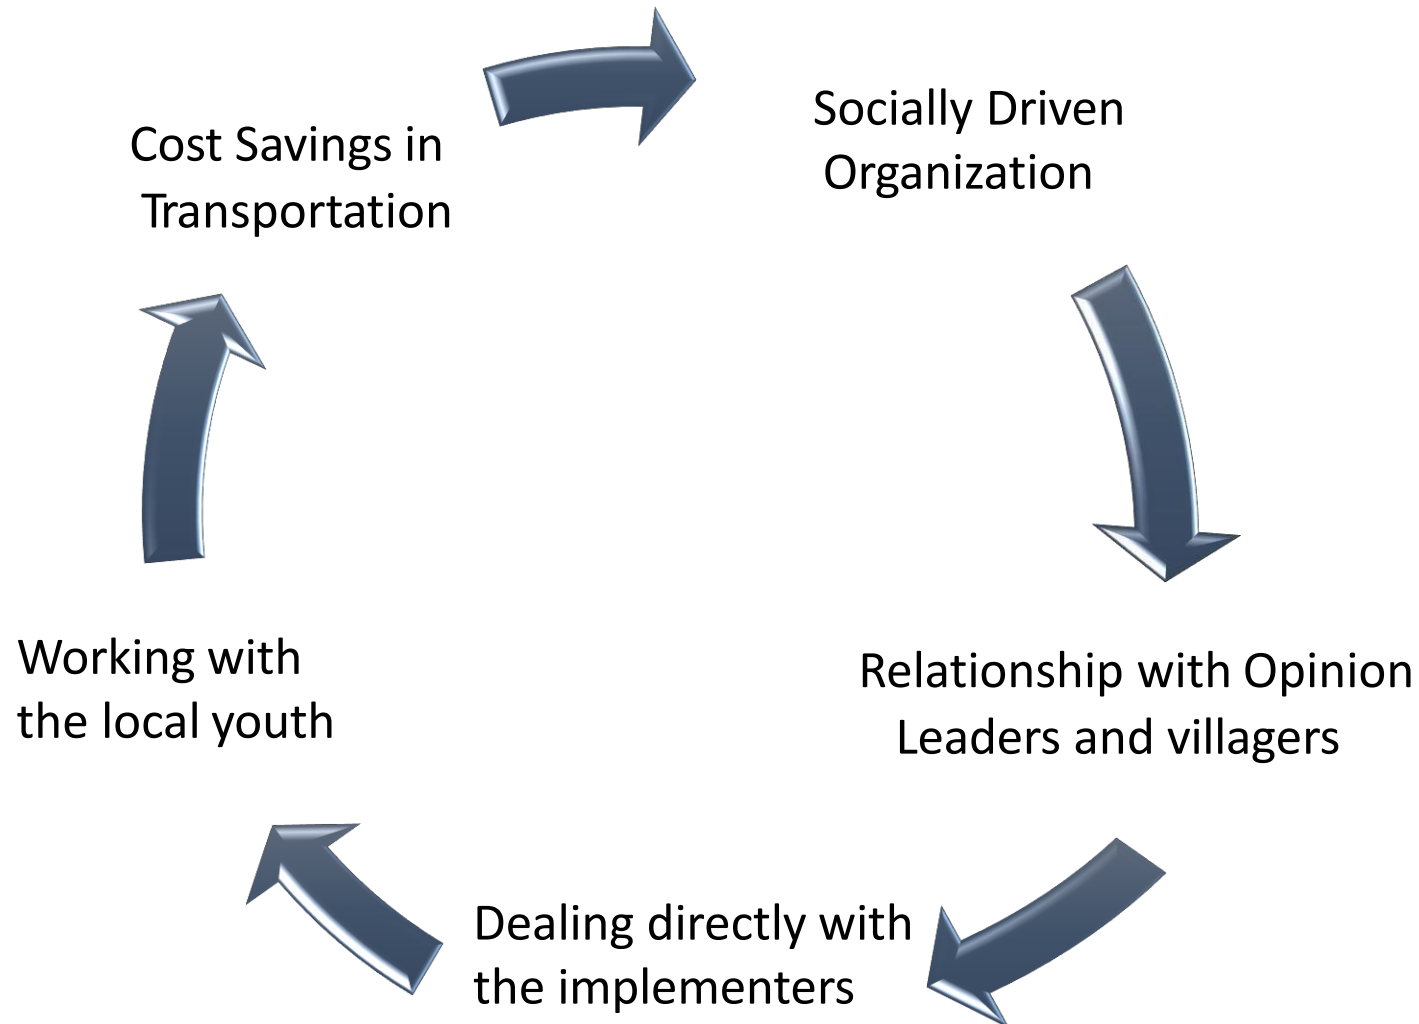 Cost Savings in
Transportation
Socially Driven
Organization
Relationship with Opinion
Leaders and villagers
Dealing directly with
the implementers
Working with
the local youth